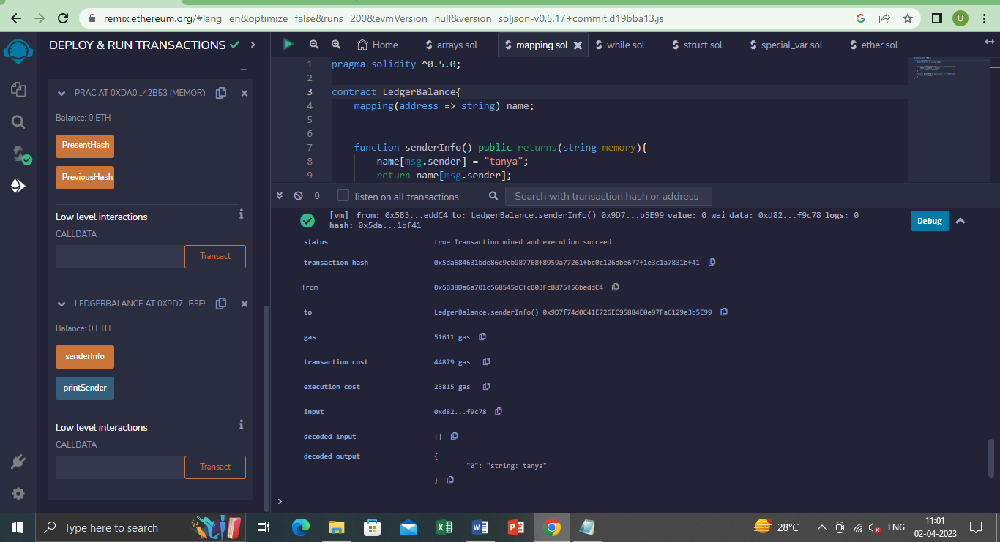 remix.ethereum.org/#lang=en&optimize=false&runs=200&evmVersion=null&version=soljson-v0.5.17+commit.d19bba13.js
U
DEPLOY & RUN TRANSACTIONS
Home
arrays.sol
mapping.sol
while.sol
struct.sol
special_var.sol
ether.sol
PRAC AT 0XDA0...42B53 (MEMORY
Balance: 0 ETH
PresentHash
PreviousHash
Low level interactions
CALLDATA
Transact
LEDGERBALANCE AT 0X9D7...B5E9
Balance: 0 ETH
senderInfo
printSender
Low level interactions
CALLDATA
Transact
1 pragma solidity ^0.5.0;
2
3 contract LedgerBalance{
4 mapping(address => string) name;
5
6
7 function senderInfo() public returns(string memory){
8 name[msg.sender] = "tanya";
9 return name[msg.sender];
0 listen on all transactions Search with transaction hash or address
[vm] from: 0x5B3...eddC4 to: LedgerBalance.senderInfo() 0x9D7...b5E99 value: 0 wei data: 0xd82...f9c78 logs: 0
hash: 0x5da...1bf41
Debug
status true Transaction mined and execution succeed
transaction hash 0x5da684631bde86c9cb987768f8959a77261fbc0c126dbe677f1e3c1a7831bf41
from 0x5B38Da6a701c568545dCfcB03FcB875f56beddC4
to LedgerBalance.senderInfo() 0x9D7f74d0C41E726EC95884E0e97Fa6129e3b5E99
gas 51611 gas
transaction cost 44879 gas
execution cost 23815 gas
input 0xd82...f9c78
decoded input {}
decoded output {
"0": "string: tanya"
}
>
Type here to search
28°C
ENG
11:01
02-04-2023